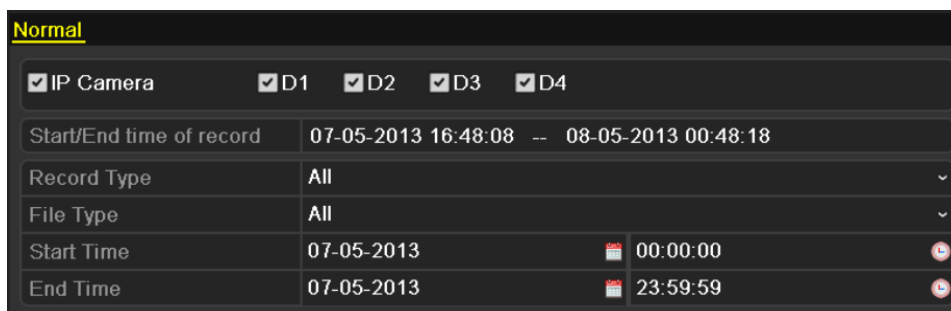 Normal
IP Camera D1 D2 D3 D4
Start/End time of record 07-05-2013 16:48:08 -- 08-05-2013 00:48:18
Record Type All
File Type All
Start Time 07-05-2013 00:00:00
End Time 07-05-2013 23:59:59